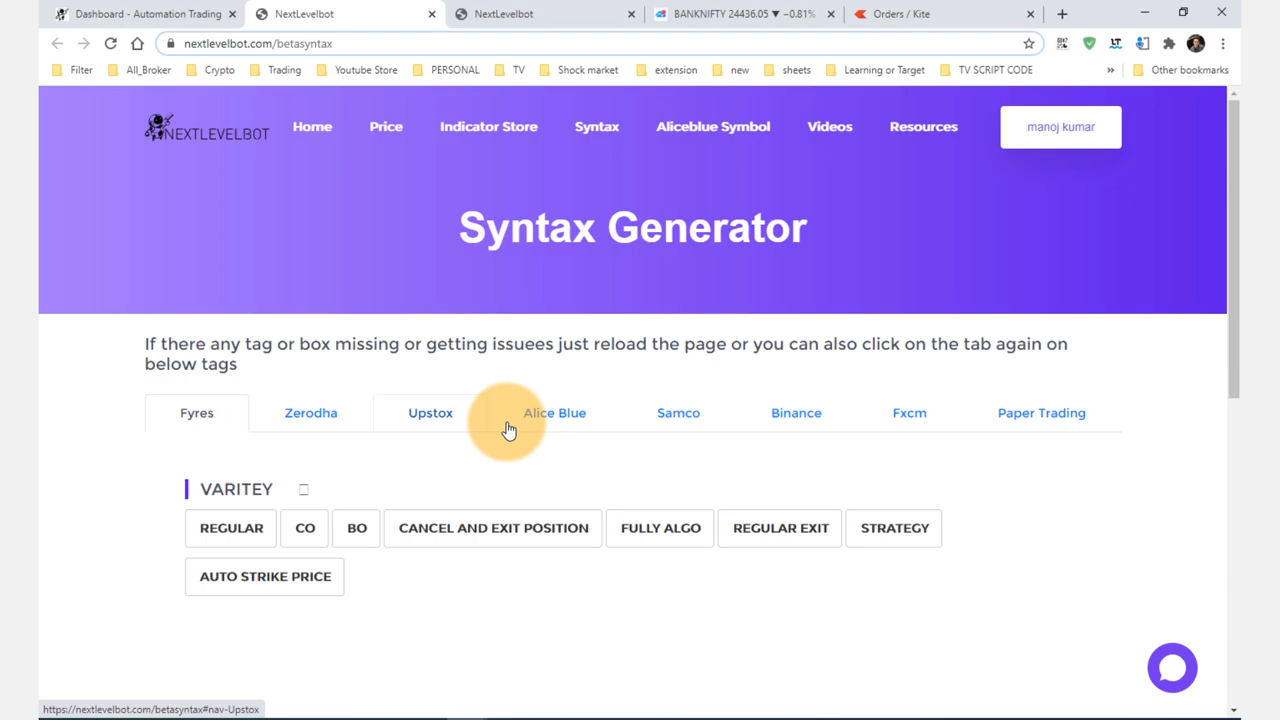 Dashboard - Automation Trading
NextLevelbot
NextLevelbot
BANKNIFTY 24436.05 ▼ −0.81%
Orders / Kite
nextlevelbot.com/betasyntax
Filter
All_Broker
Crypto
Trading
Youtube Store
PERSONAL
TV
Shock market
extension
new
sheets
Learning or Target
TV SCRIPT CODE
»
Other bookmarks
NEXTLEVELBOT
Home
Price
Indicator Store
Syntax
Aliceblue Symbol
Videos
Resources
manoj kumar
Syntax Generator
If there any tag or box missing or getting issuees just reload the page or you can also click on the tab again on
below tags
Fyres
Zerodha
Upstox
Alice Blue
Samco
Binance
Fxcm
Paper Trading
VARITEY
REGULAR
CO
BO
CANCEL AND EXIT POSITION
FULLY ALGO
REGULAR EXIT
STRATEGY
AUTO STRIKE PRICE
https://nextlevelbot.com/betasyntax#nav-Upstox